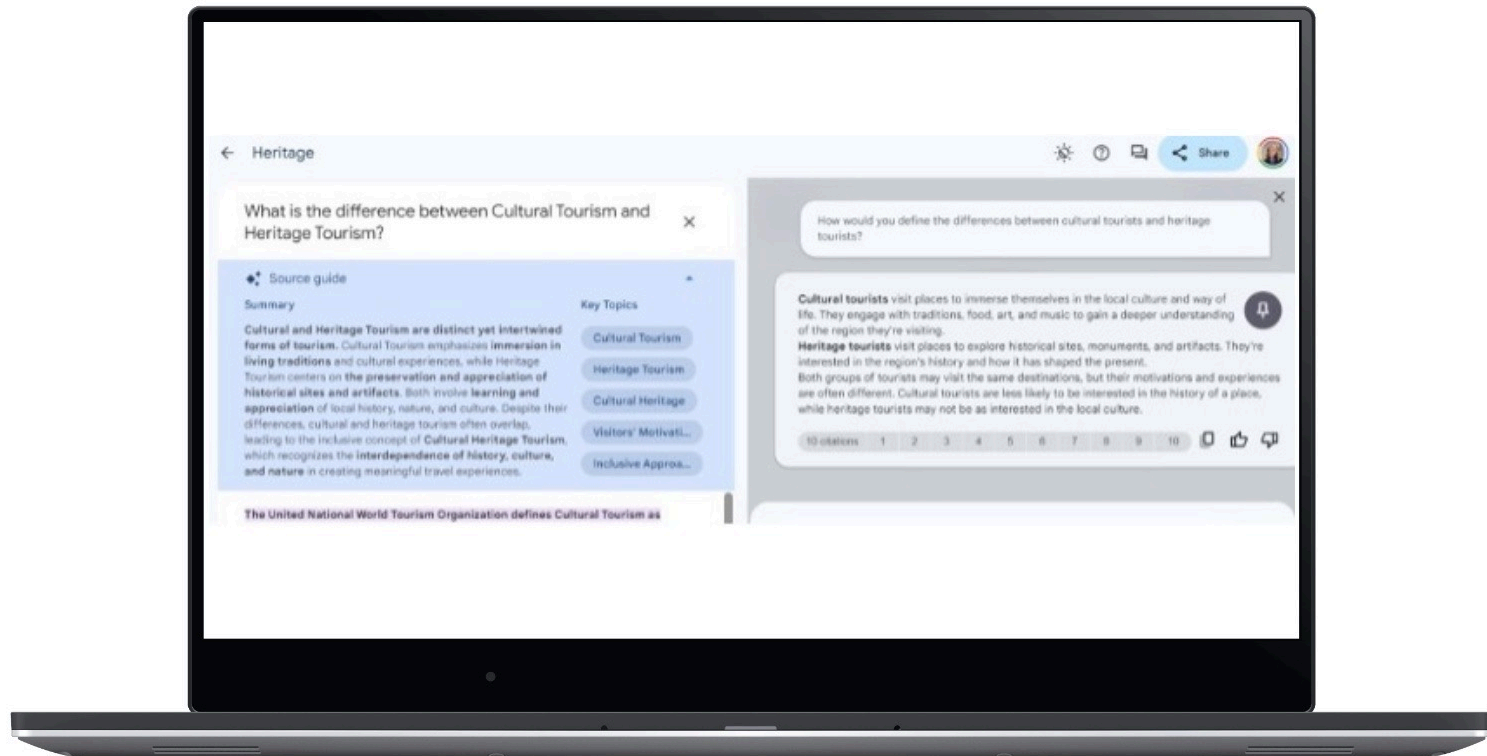 Heritage
Share
What is the difference between Cultural Tourism and
Heritage Tourism?
Source guide
Summary
Cultural and Heritage Tourism are distinct yet intertwined
forms of tourism. Cultural Tourism emphasizes immersion in
living traditions and cultural experiences, while Heritage
Tourism centers on the preservation and appreciation of
historical sites and artifacts. Both involve learning and
appreciation of local history, nature, and culture. Despite their
differences, cultural and heritage tourism often overlap,
leading to the inclusive concept of Cultural Heritage Tourism,
which recognizes the interdependence of history, culture,
and nature in creating meaningful travel experiences.
Key Topics
Cultural Tourism
Heritage Tourism
Cultural Heritage
Visitors' Motivati...
Inclusive Approa...
The United National World Tourism Organization defines Cultural Tourism as
How would you define the differences between cultural tourists and heritage
tourists?
Cultural tourists visit places to immerse themselves in the local culture and way of
life. They engage with traditions, food, art, and music to gain a deeper understanding
of the region they're visiting.
Heritage tourists visit places to explore historical sites, monuments, and artifacts. They're
interested in the region's history and how it has shaped the present.
Both groups of tourists may visit the same destinations, but their motivations and experiences
are often different. Cultural tourists are less likely to be interested in the history of a place,
while heritage tourists may not be as interested in the local culture.
10 citations 1 2 3 4 5 6 7 8 9 10